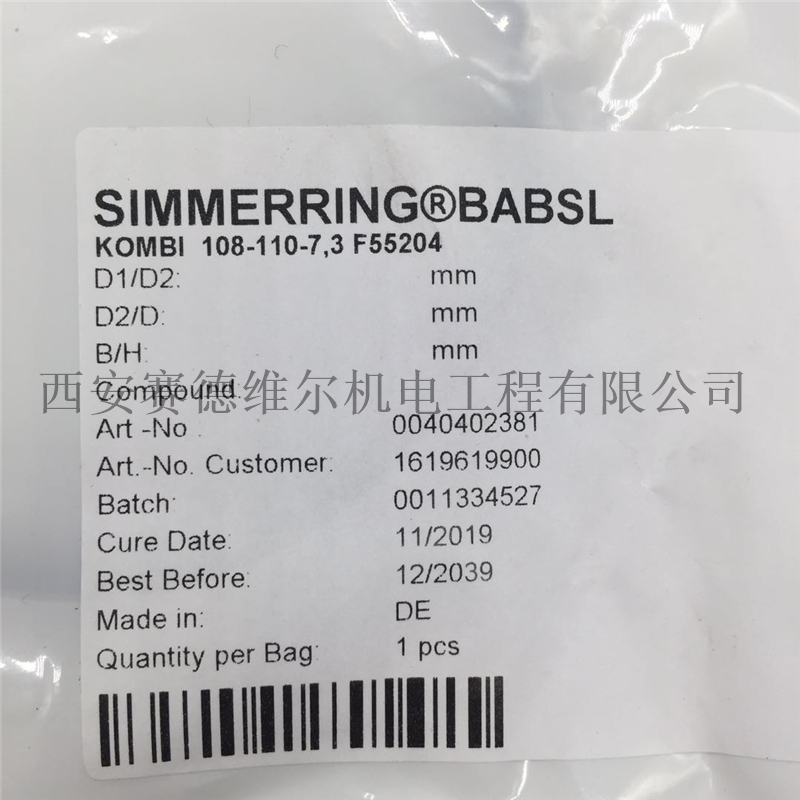 SIMMERRING®BABSL
KOMBI 108-110-7,3 F55204
D1/D2: mm
D2/D: mm
B/H: mm
Compound
西安赛德维尔机电工程有限公司
Art -No . 0040402381
Art.-No. Customer: 1619619900
Batch: 0011334527
Cure Date: 11/2019
Best Before: 12/2039
Made in: DE
Quantity per Bag: 1 pcs